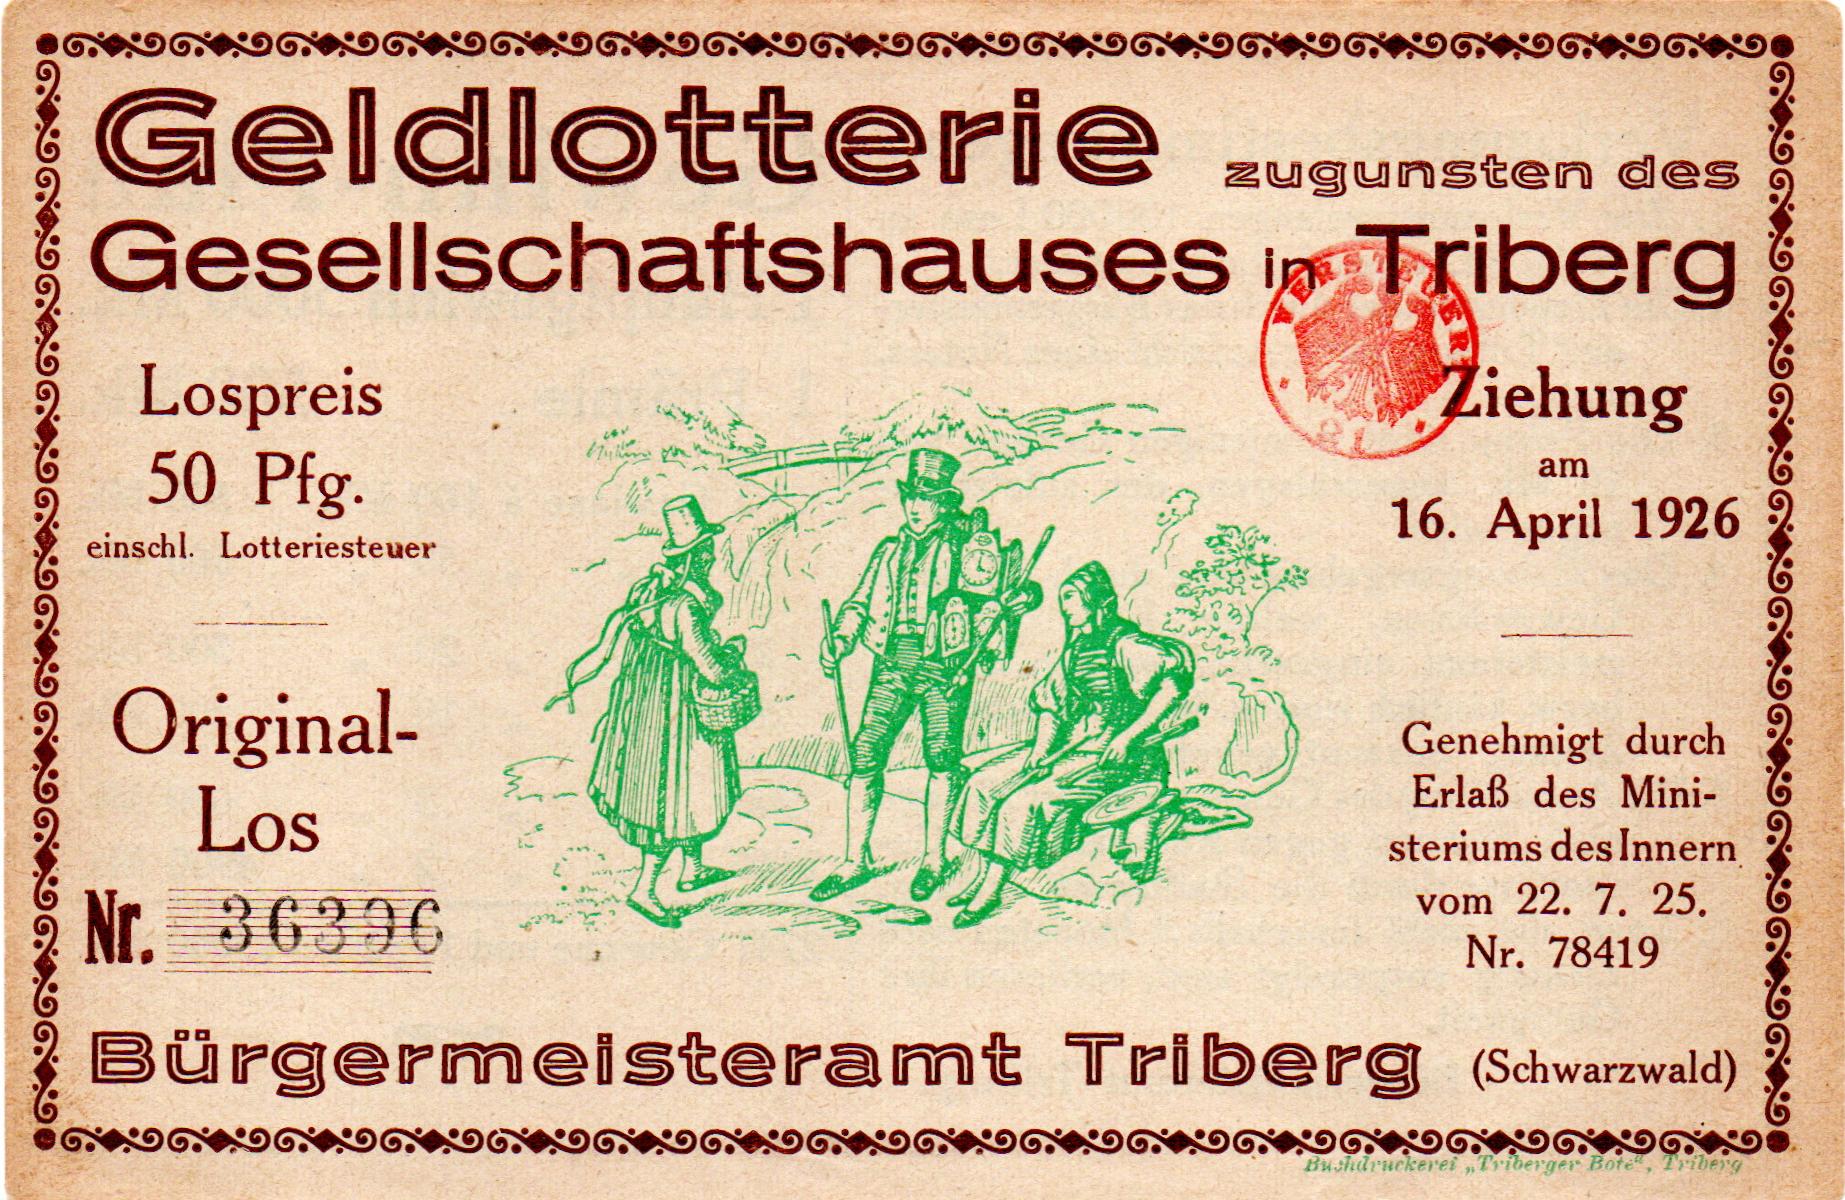 Geldlotterie zugunsten des
Gesellschaftshauses in Triberg
VERSTEUERT
21
Lospreis
50 Pfg.
einschl. Lotteriesteuer
Original-
Los
Nr. 36396
Ziehung
am
16. April 1926
Genehmigt durch
Erlaß des Mini-
steriums des Innern
vom 22. 7. 25.
Nr. 78419
Bürgermeisteramt Triberg (Schwarzwald)
Buchdruckerei „Triberger Bote“, Triberg